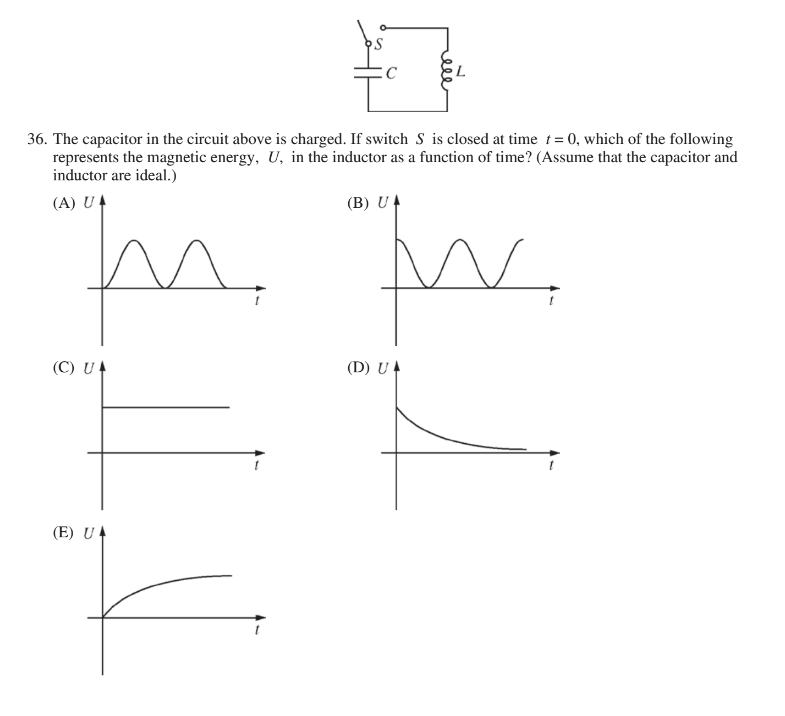 S
C
L
36. The capacitor in the circuit above is charged. If switch S is closed at time t = 0, which of the following
represents the magnetic energy, U, in the inductor as a function of time? (Assume that the capacitor and
inductor are ideal.)
(A) U
t
(B) U
t
(C) U
t
(D) U
t
(E) U
t